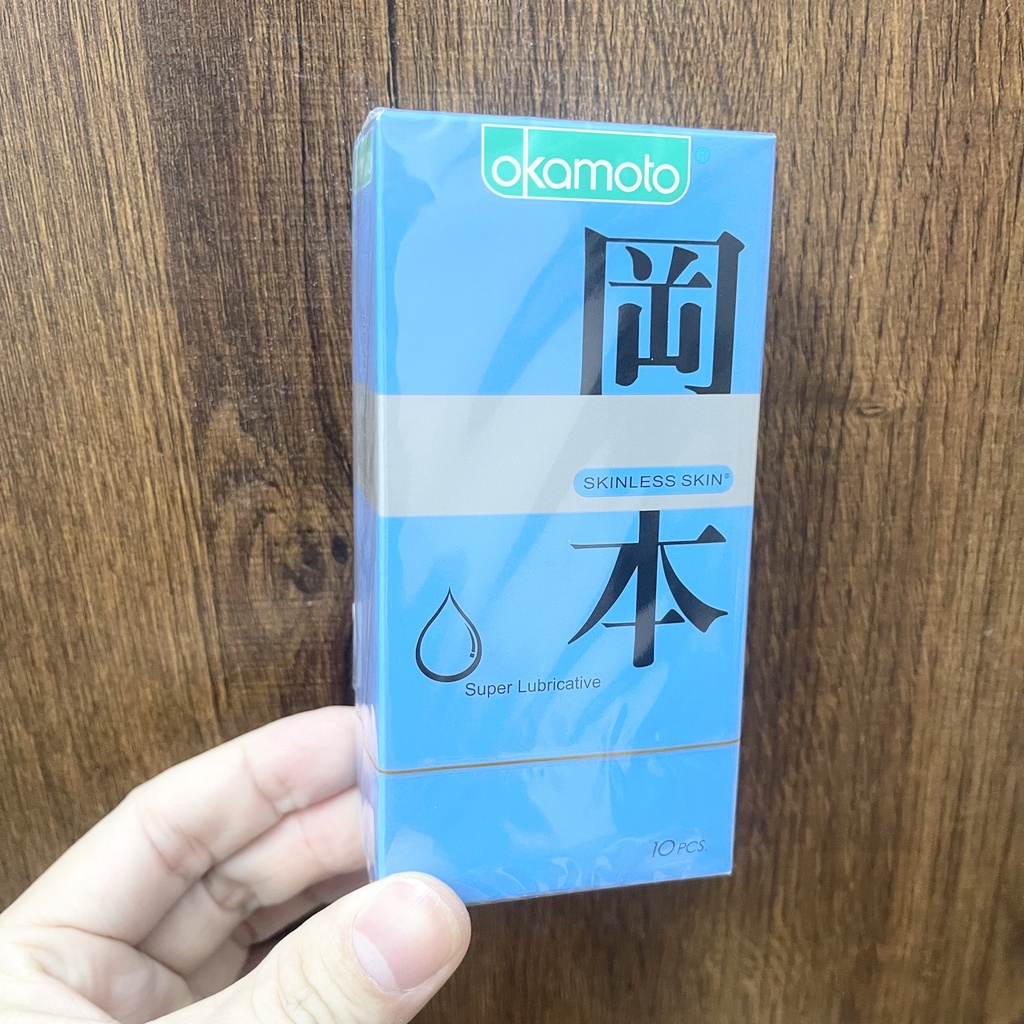 okamoto®
岡
SKINLESS SKIN®
本
Super Lubricative
10 PCS.